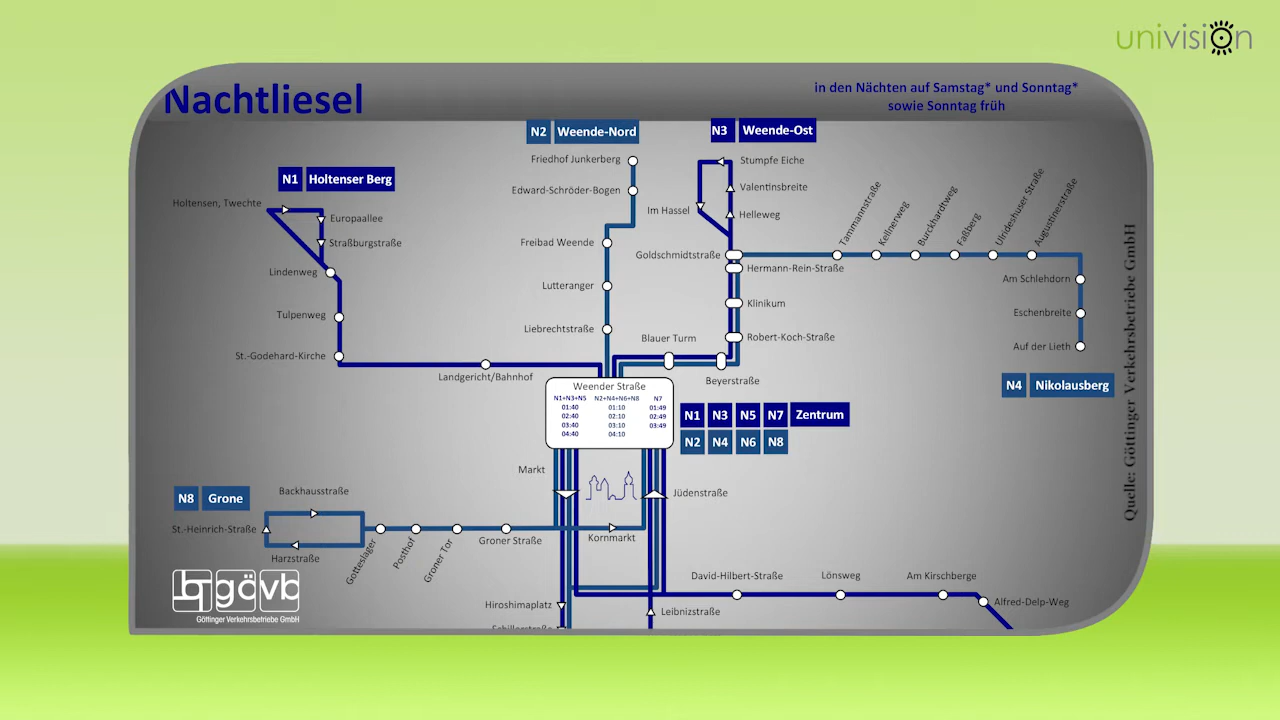 univision
Nachtliesel
in den Nächten auf Samstag* und Sonntag*
sowie Sonntag früh
N2 Weende-Nord
N3 Weende-Ost
Friedhof Junkerberg
Edward-Schröder-Bogen
Freibad Weende
Lutteranger
Liebrechtstraße
Stumpfe Eiche
Valentinsbreite
Im Hassel
Helleweg
Goldschmidtstraße
Hermann-Rein-Straße
Klinikum
Robert-Koch-Straße
Blauer Turm
Beyerstraße
N1 Holtenser Berg
Holtensen, Twechte
Europaallee
Straßburgstraße
Lindenweg
Tulpenweg
St.-Godehard-Kirche
Landgericht/Bahnhof
Tammannstraße
Kellnerweg
Burckhardtweg
Faßberg
Ulrideshuser Straße
Augustinerstraße
Am Schlehdorn
Eschenbreite
Auf der Lieth
N4 Nikolausberg
Quelle: Göttinger Verkehrsbetriebe GmbH
Weender Straße
N1+N3+N5 N2+N4+N6+N8 N7
01:40 01:10 01:49
02:40 02:10 02:49
03:40 03:10 03:49
04:40 04:10
N1 N3 N5 N7 Zentrum
N2 N4 N6 N8
Markt
Jüdenstraße
N8 Grone
Backhausstraße
St.-Heinrich-Straße
Harzstraße
Gotteslager
Posthof
Groner Tor
Groner Straße
Kornmarkt
David-Hilbert-Straße
Lönsweg
Am Kirschberge
Alfred-Delp-Weg
Hiroshimaplatz
Leibnizstraße
Schillerstraße
gövb
Göttinger Verkehrsbetriebe GmbH